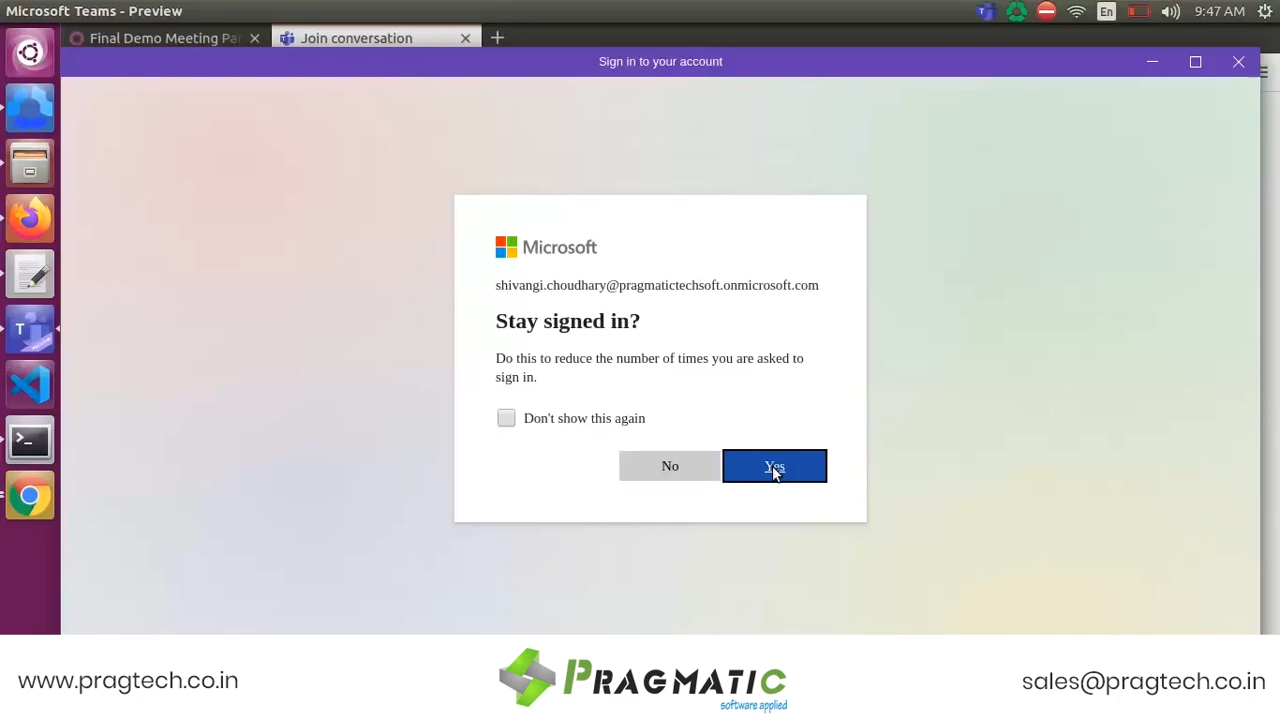 Microsoft Teams - Preview
En
9:47 AM
Final Demo Meeting Pa
Join conversation
Sign in to your account
Microsoft
shivangi.choudhary@pragmatictechsoft.onmicrosoft.com
Stay signed in?
Do this to reduce the number of times you are asked to
sign in.
Don't show this again
No
Yes
www.pragtech.co.in
PRAGMATIC
software applied
sales@pragtech.co.in